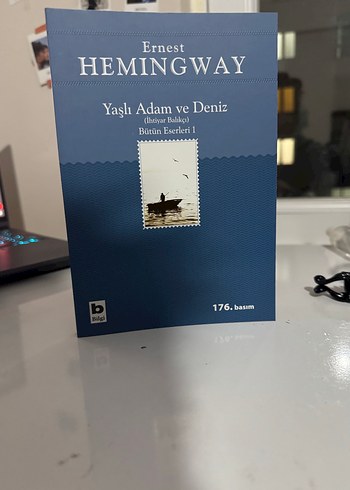 Ernest
HEMINGWAY
Yaşlı Adam ve Deniz
(İhtiyar Balıkçı)
Bütün Eserleri 1
b
Bilgi
176. basım